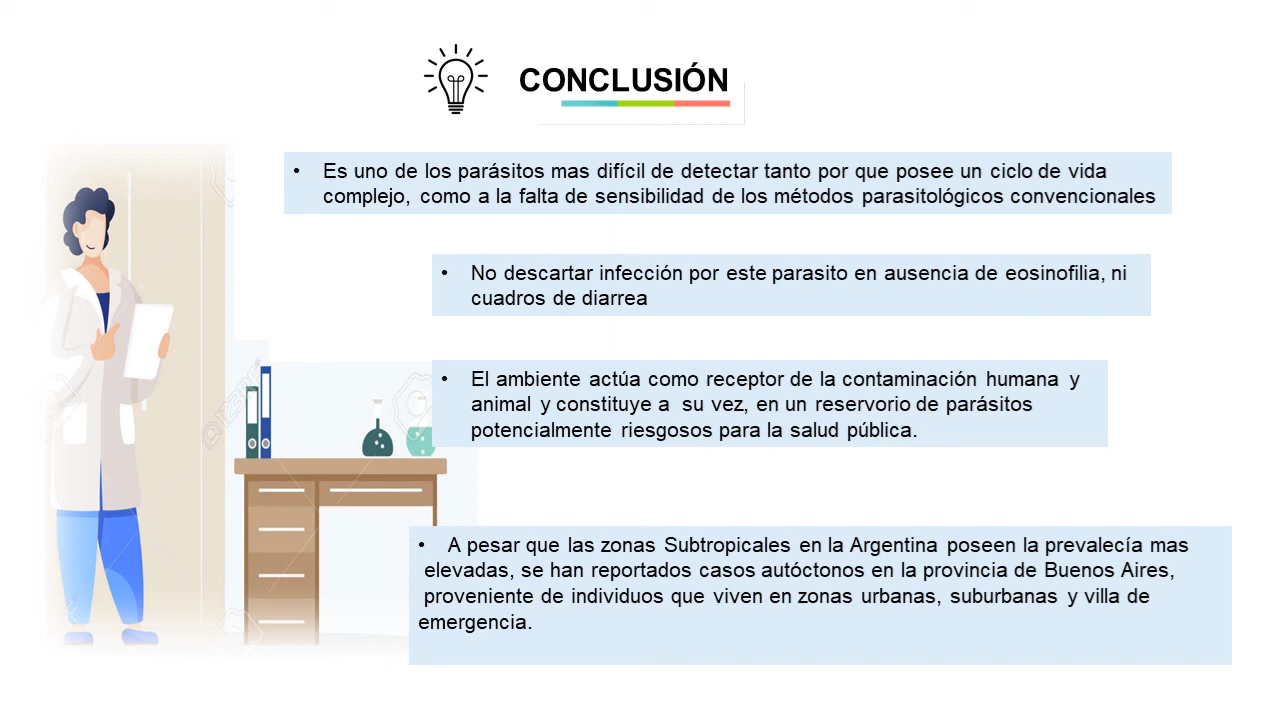 CONCLUSIÓN
• Es uno de los parásitos mas difícil de detectar tanto por que posee un ciclo de vida
complejo, como a la falta de sensibilidad de los métodos parasitológicos convencionales
• No descartar infección por este parasito en ausencia de eosinofilia, ni
cuadros de diarrea
• El ambiente actúa como receptor de la contaminación humana y
animal y constituye a su vez, en un reservorio de parásitos
potencialmente riesgosos para la salud pública.
• A pesar que las zonas Subtropicales en la Argentina poseen la prevalecía mas
elevadas, se han reportados casos autóctonos en la provincia de Buenos Aires,
proveniente de individuos que viven en zonas urbanas, suburbanas y villa de
emergencia.